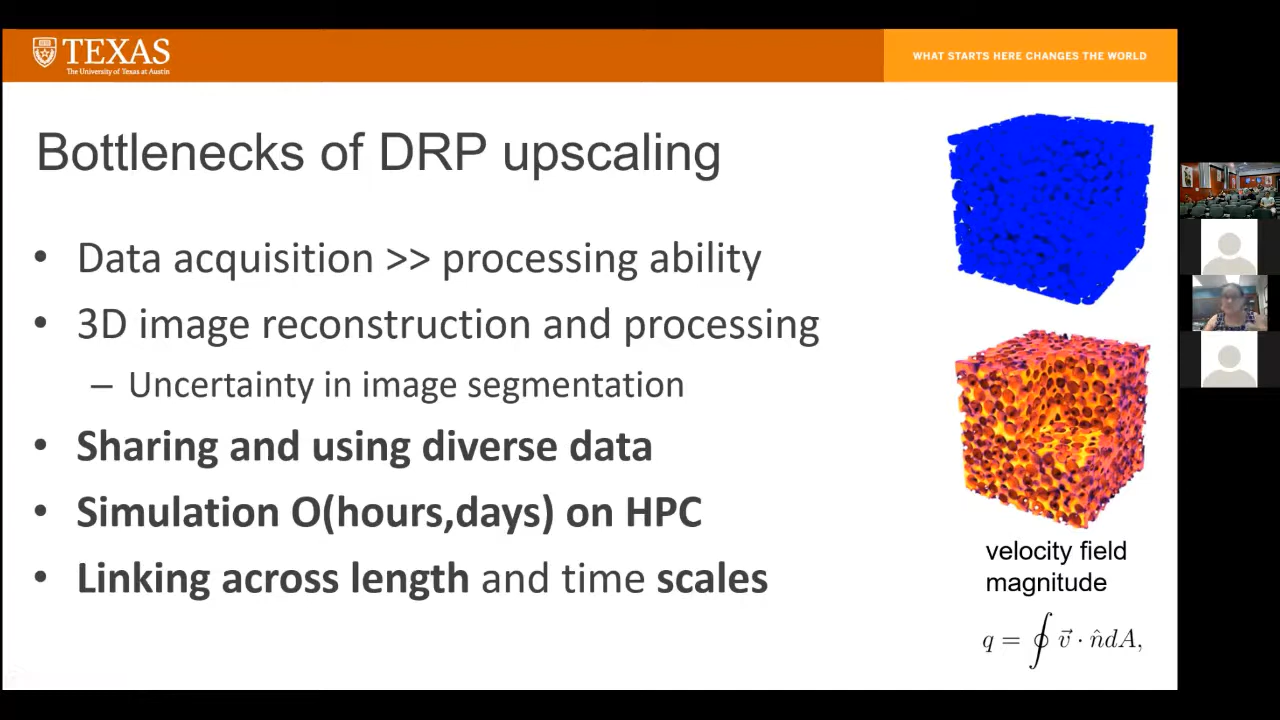 TEXAS
The University of Texas at Austin
WHAT STARTS HERE CHANGES THE WORLD
Bottlenecks of DRP upscaling
• Data acquisition >> processing ability
• 3D image reconstruction and processing
– Uncertainty in image segmentation
• Sharing and using diverse data
• Simulation O(hours,days) on HPC
• Linking across length and time scales
velocity field
magnitude
q = ∮ v⃗ · n̂dA,